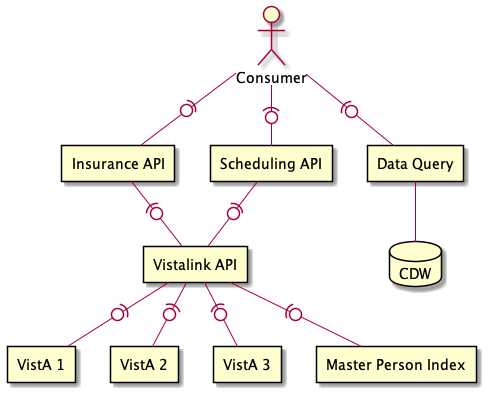 Consumer
Insurance API
Scheduling API
Data Query
Vistalink API
CDW
VistA 1
VistA 2
VistA 3
Master Person Index